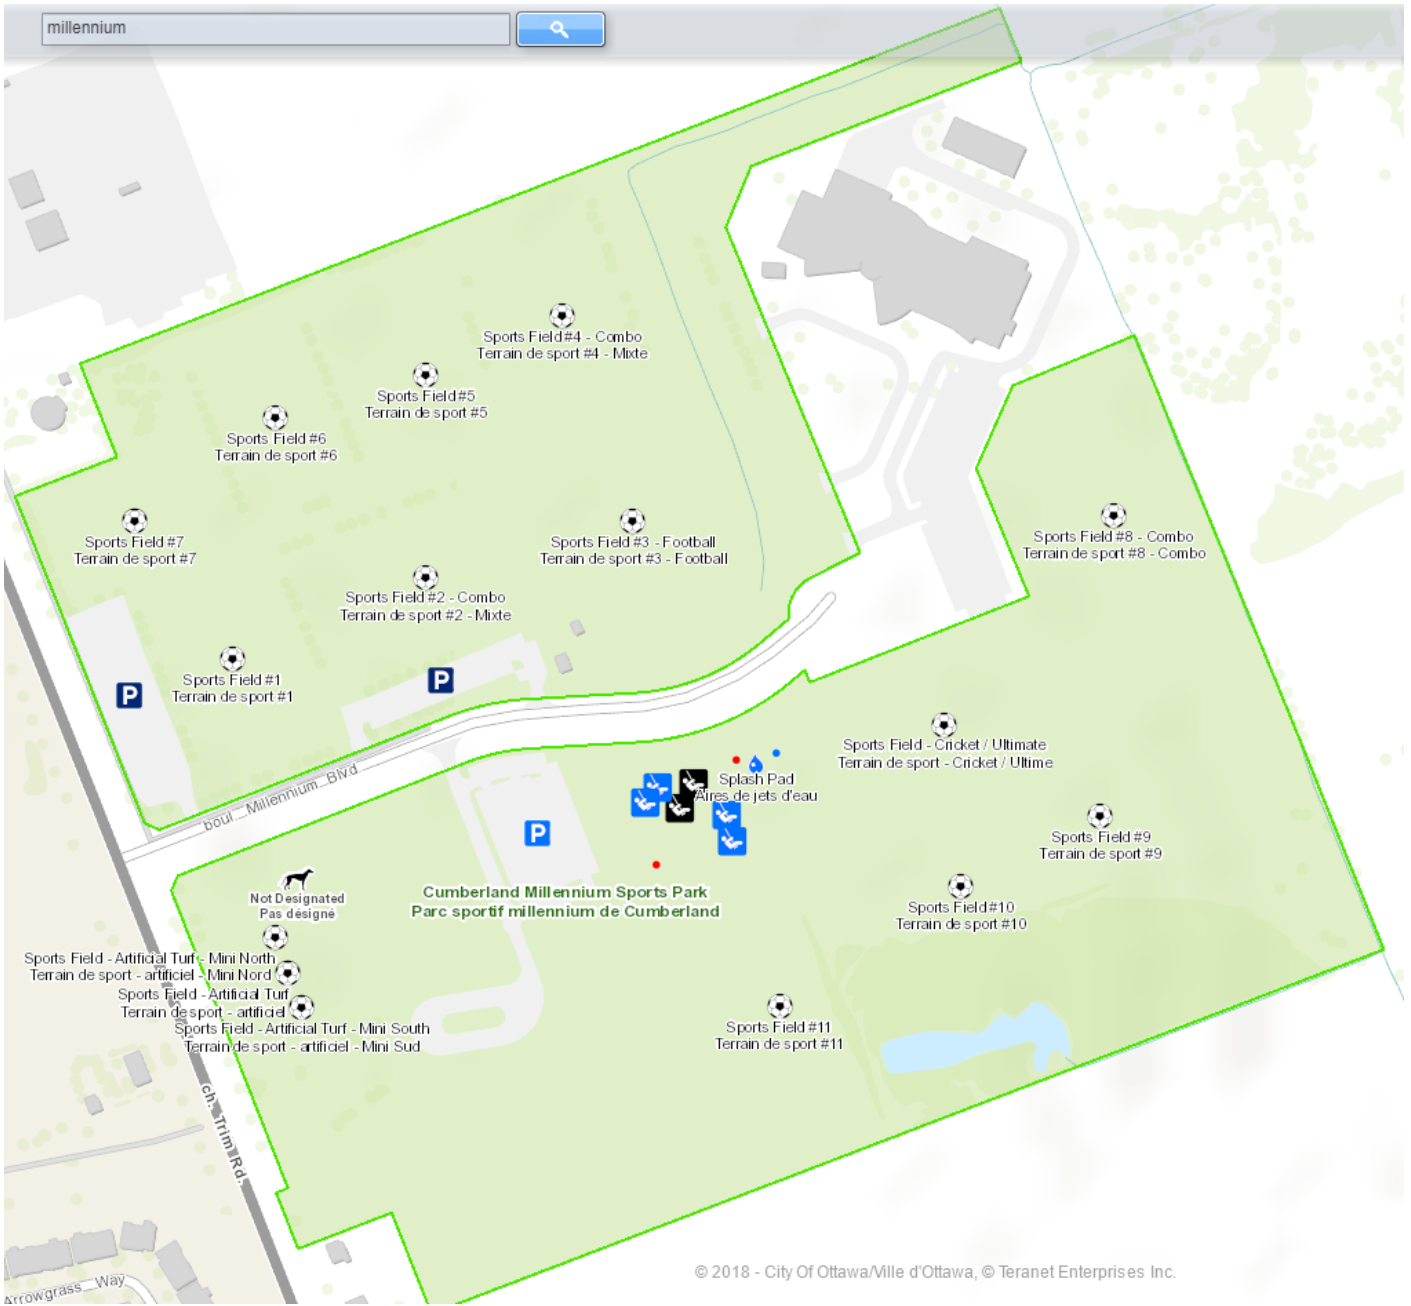 millennium
Sports Field #4 - Combo
Terrain de sport #4 - Mixte
Sports Field #5
Terrain de sport #5
Sports Field #6
Terrain de sport #6
Sports Field #7
Terrain de sport #7
Sports Field #3 - Football
Terrain de sport #3 - Football
Sports Field #8 - Combo
Terrain de sport #8 - Combo
Sports Field #2 - Combo
Terrain de sport #2 - Mixte
Sports Field #1
Terrain de sport #1
P
P
boul. Millennium Blvd
Sports Field - Cricket / Ultimate
Terrain de sport - Cricket / Ultime
Splash Pad
Aires de jets d'eau
P
Sports Field #9
Terrain de sport #9
Not Designated
Pas désigné
Cumberland Millennium Sports Park
Parc sportif millennium de Cumberland
Sports Field #10
Terrain de sport #10
Sports Field - Artificial Turf - Mini North
Terrain de sport - artificiel - Mini Nord
Sports Field - Artificial Turf
Terrain de sport - artificiel
Sports Field - Artificial Turf - Mini South
Terrain de sport - artificiel - Mini Sud
Sports Field #11
Terrain de sport #11
ch. Trim Rd.
Arrowgrass Way
© 2018 - City Of Ottawa/Ville d'Ottawa, © Teranet Enterprises Inc.